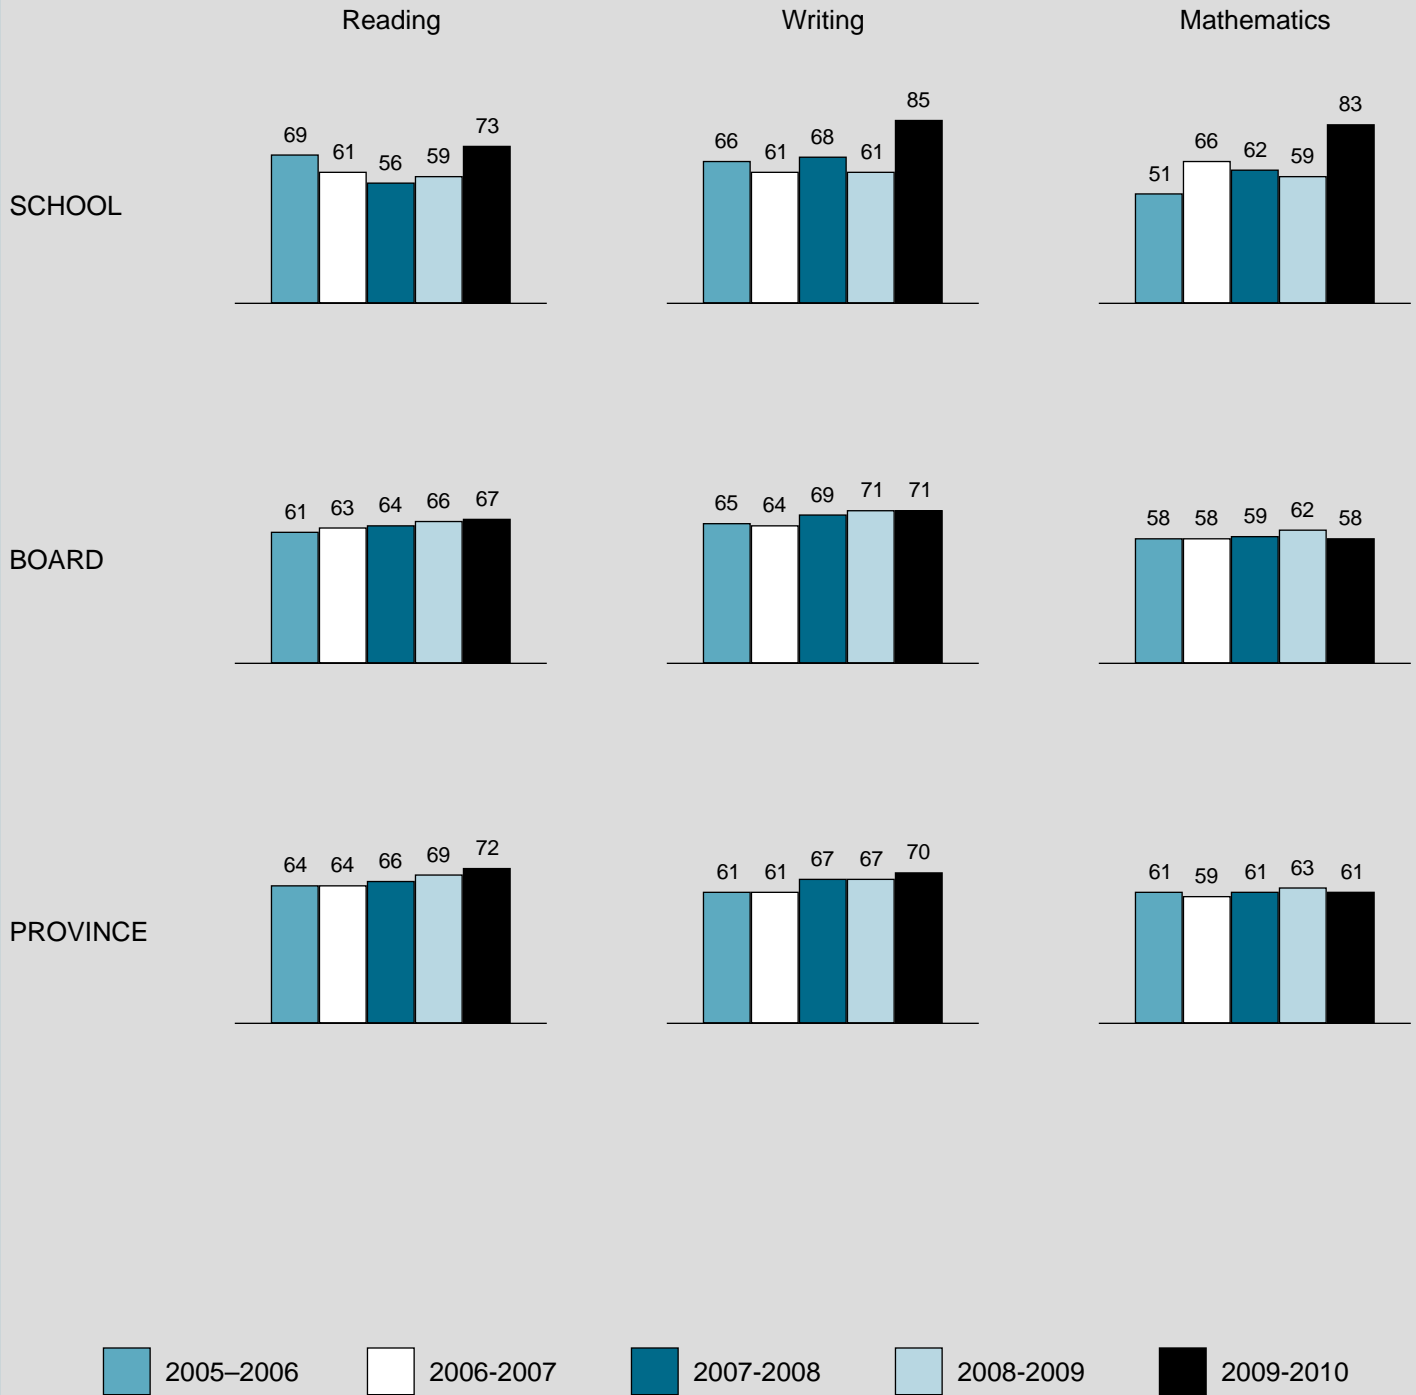 Reading Writing Mathematics
69 61 56 59 73 66 61 68 61 85 51 66 62 59 83
SCHOOL
61 63 64 66 67 65 64 69 71 71 58 58 59 62 58
BOARD
64 64 66 69 72 61 61 67 67 70 61 59 61 63 61
PROVINCE
2005–2006 2006-2007 2007-2008 2008-2009 2009-2010